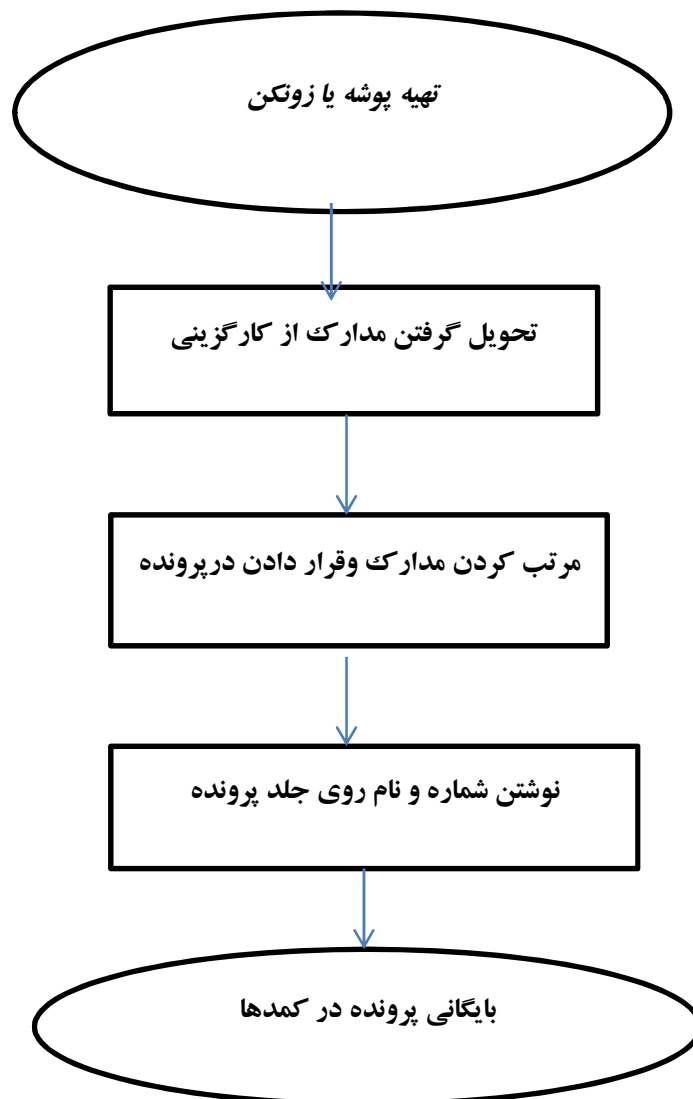 تهیه پوشه یا زونکن
تحویل گرفتن مدارک از کارگزینی
مرتب کردن مدارک وقرار دادن درپرونده
نوشتن شماره و نام روی جلد پرونده
بایگانی پرونده در کمدها